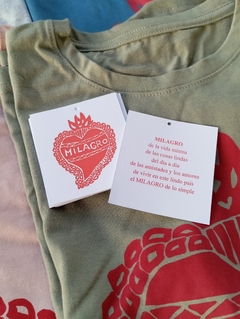 MILAGRO
MILAGRO
de la vida misma
de las cosas lindas
del día a día
de las amistades y los amores
de vivir en este lindo país
el MILAGRO de lo simple